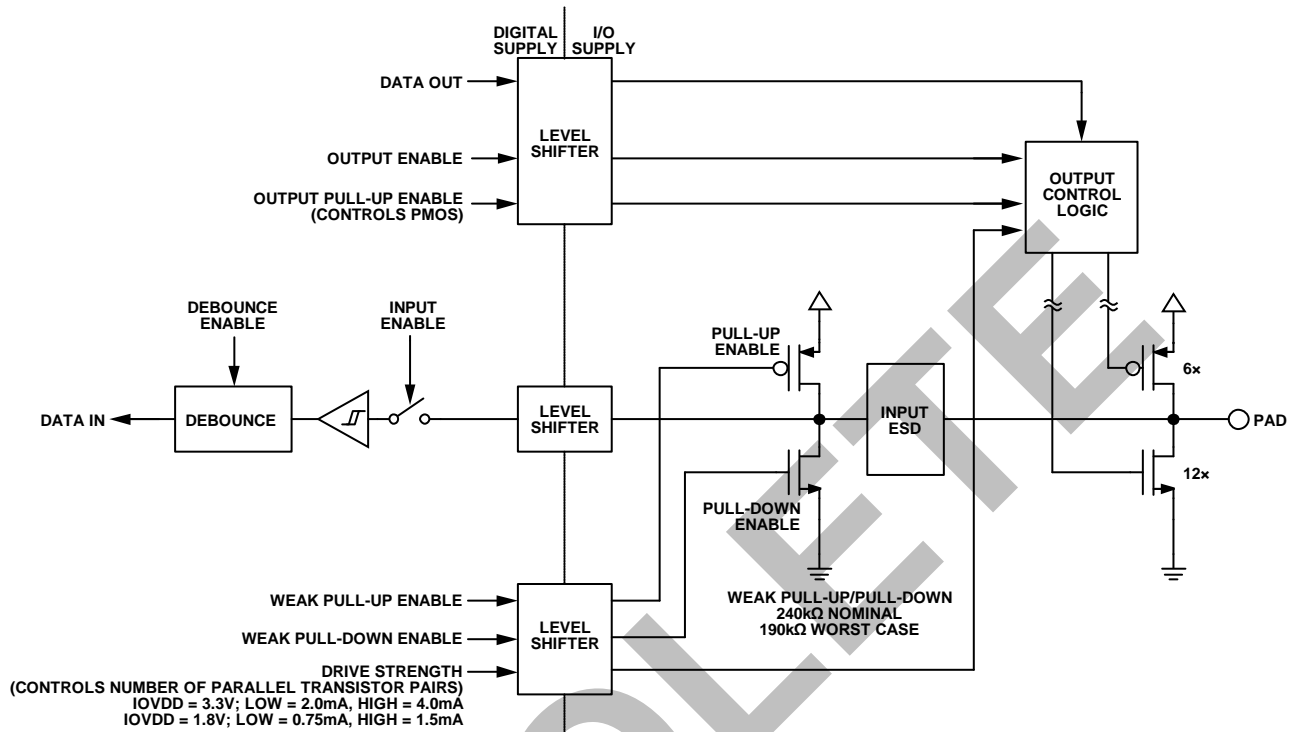 DIGITAL SUPPLY
I/O SUPPLY
DATA OUT
OUTPUT ENABLE
OUTPUT PULL-UP ENABLE
(CONTROLS PMOS)
LEVEL
SHIFTER
OUTPUT
CONTROL
LOGIC
DEBOUNCE
ENABLE
INPUT
ENABLE
PULL-UP
ENABLE
6×
DATA IN
DEBOUNCE
LEVEL
SHIFTER
INPUT
ESD
PAD
12×
PULL-DOWN
ENABLE
WEAK PULL-UP/PULL-DOWN
240kΩ NOMINAL
190kΩ WORST CASE
WEAK PULL-UP ENABLE
WEAK PULL-DOWN ENABLE
LEVEL
SHIFTER
DRIVE STRENGTH
(CONTROLS NUMBER OF PARALLEL TRANSISTOR PAIRS)
IOVDD = 3.3V; LOW = 2.0mA, HIGH = 4.0mA
IOVDD = 1.8V; LOW = 0.75mA, HIGH = 1.5mA
OLETE